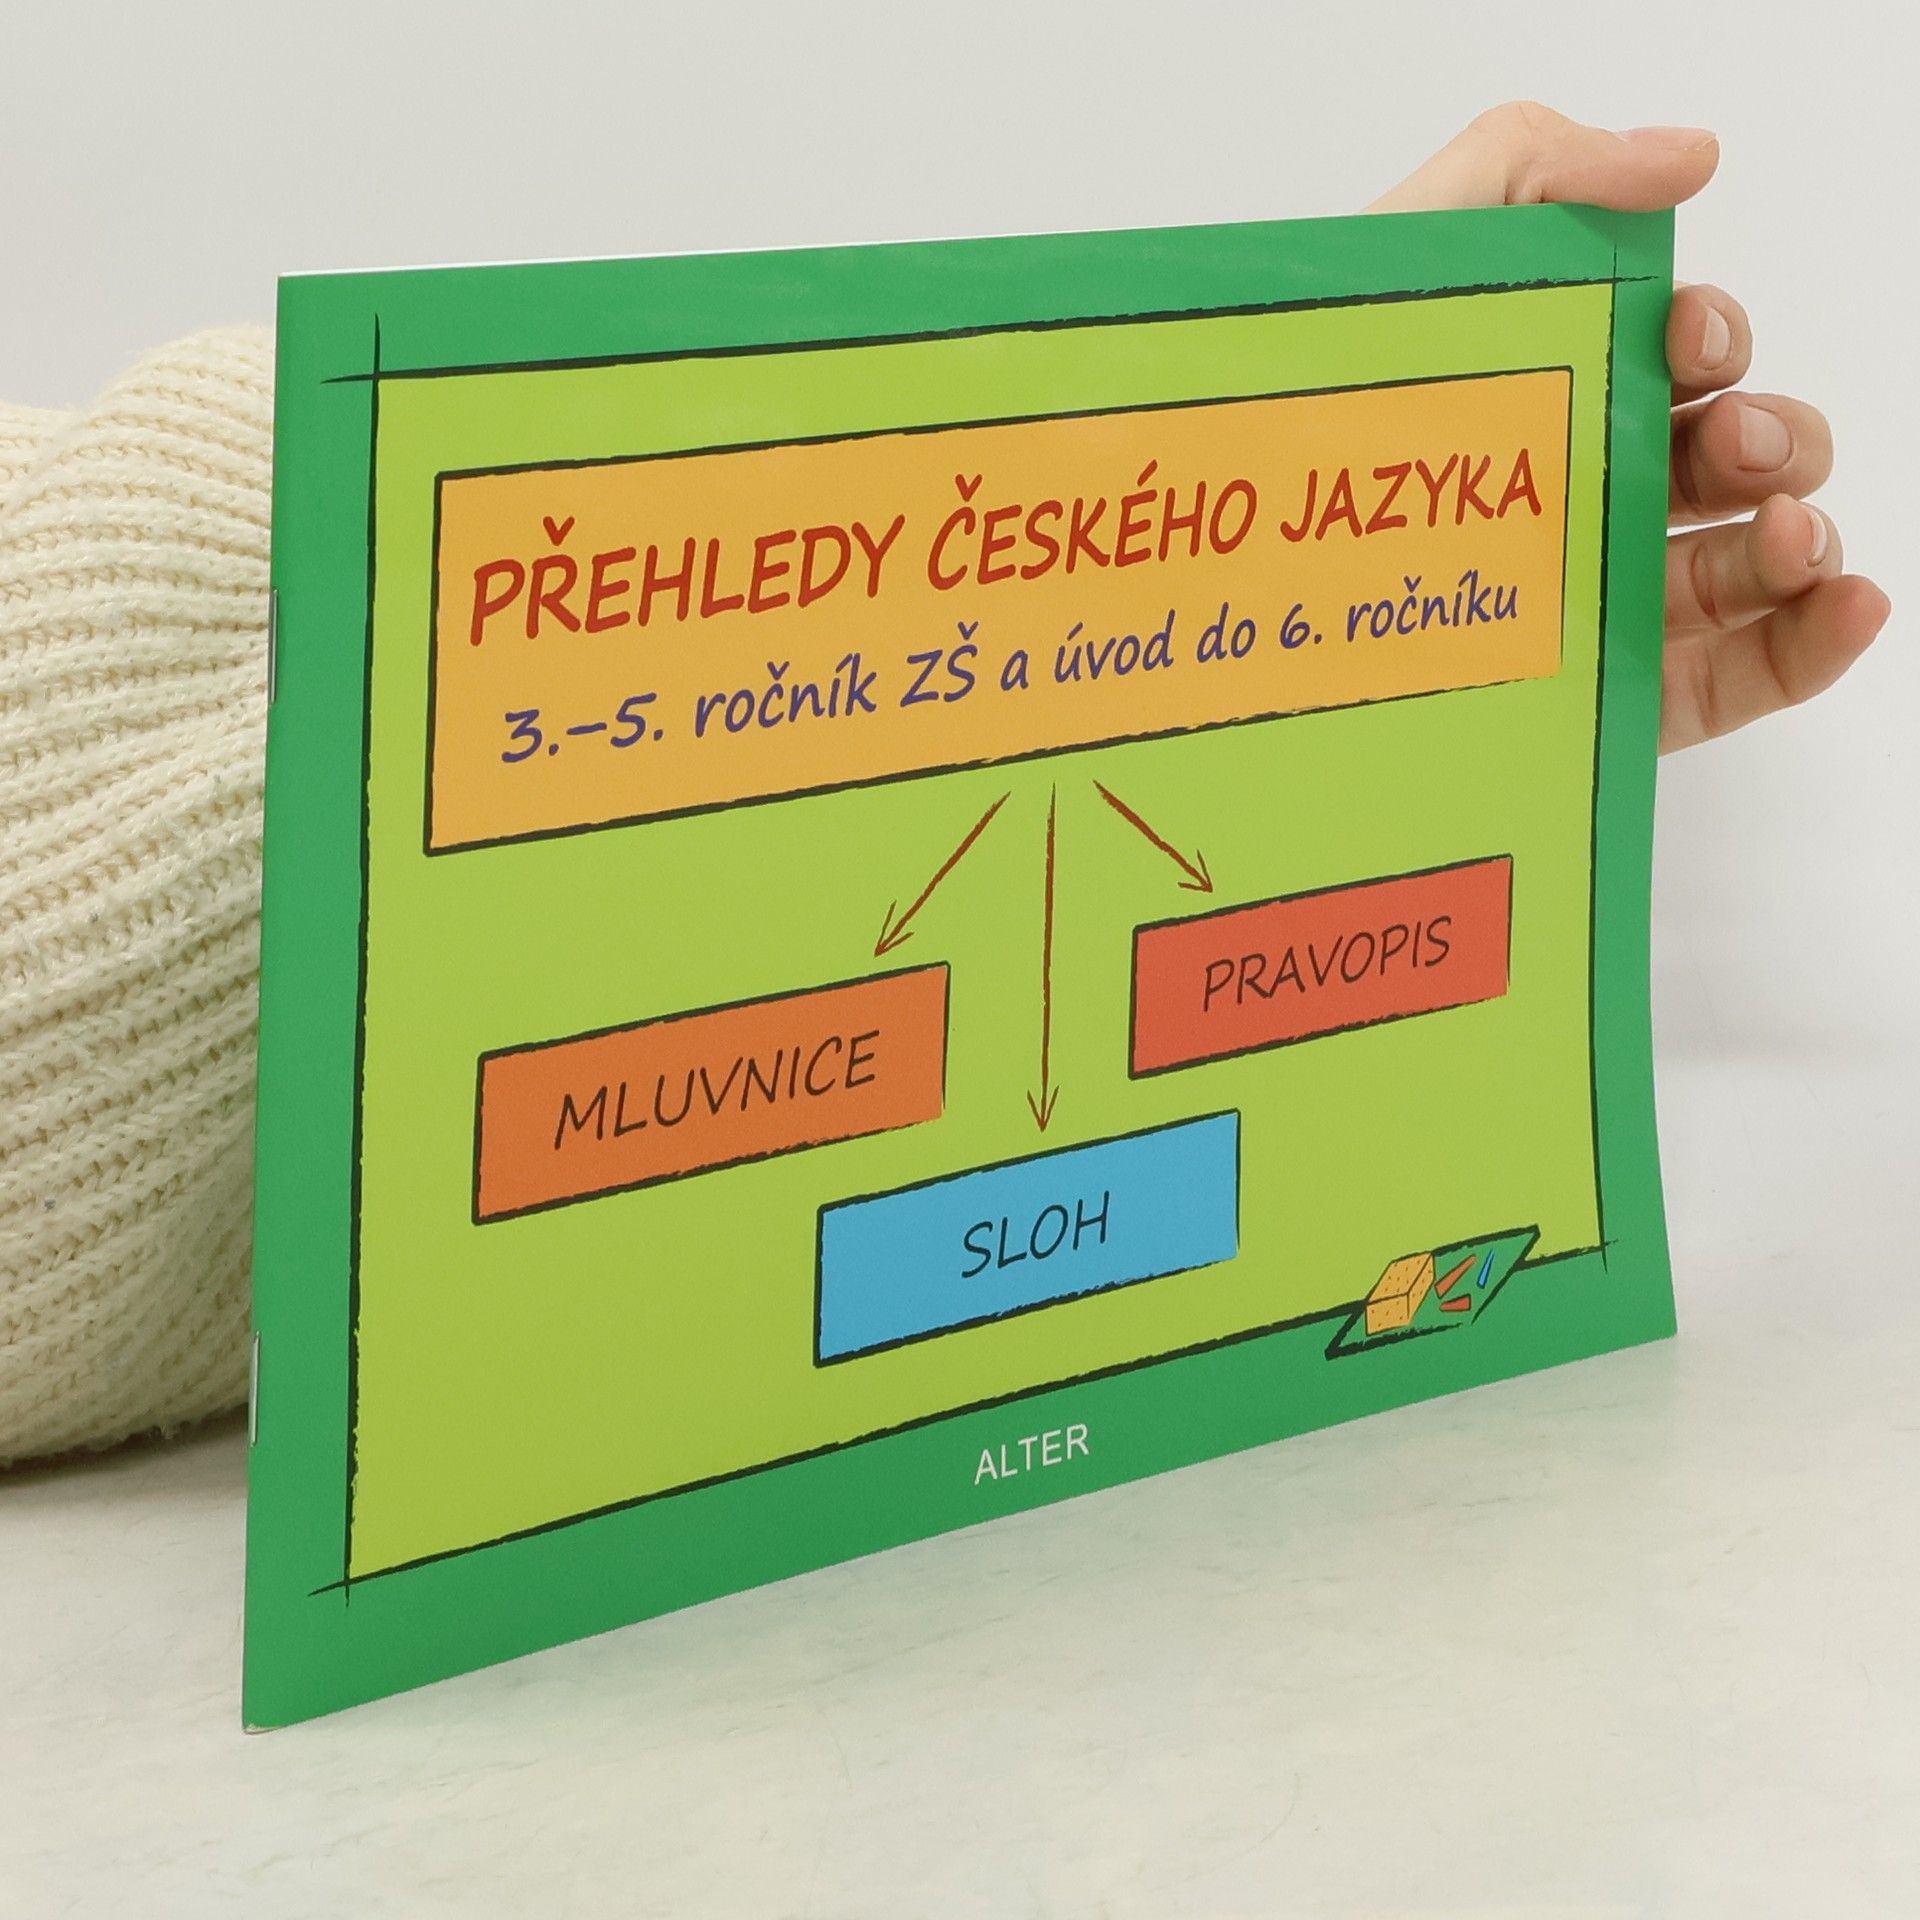 PŘEHLEDY ČESKÉHO JAZYKA
3.–5. ročník ZŠ a úvod do 6. ročníku
MLUVNICE
PRAVOPIS
SLOH
ALTER